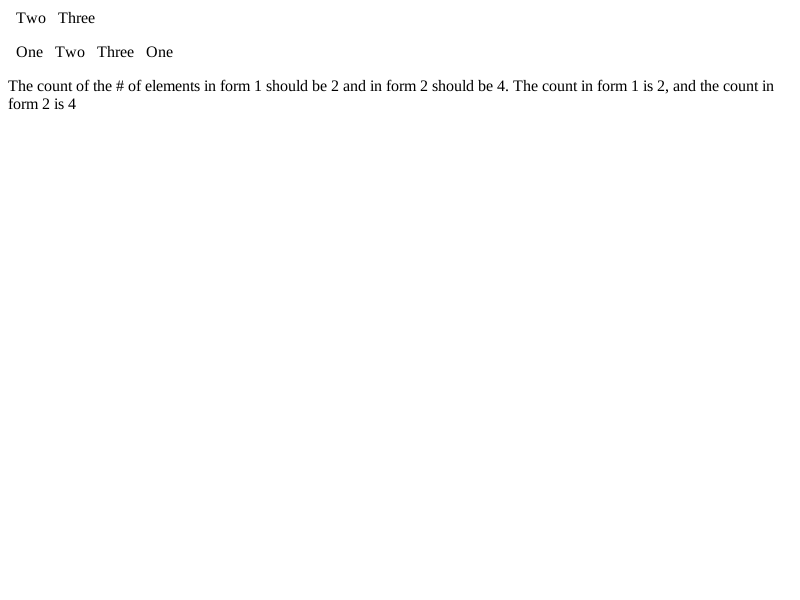 Two Three
One Two Three One
The count of the # of elements in form 1 should be 2 and in form 2 should be 4. The count in form 1 is 2, and the count in
form 2 is 4